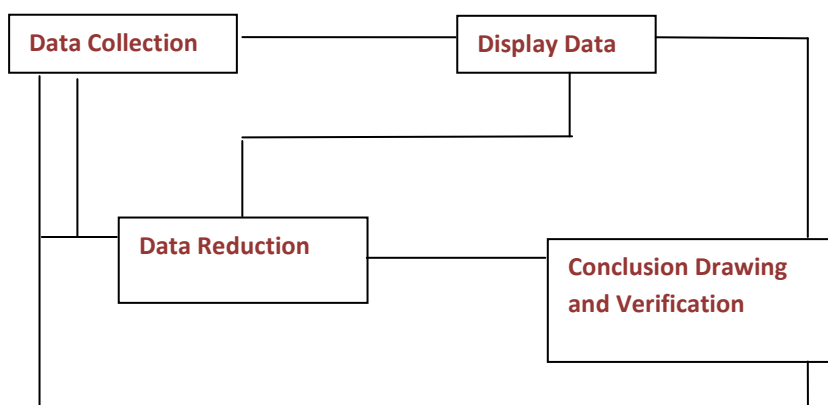 Data Collection
Display Data
Data Reduction
Conclusion Drawing
and Verification